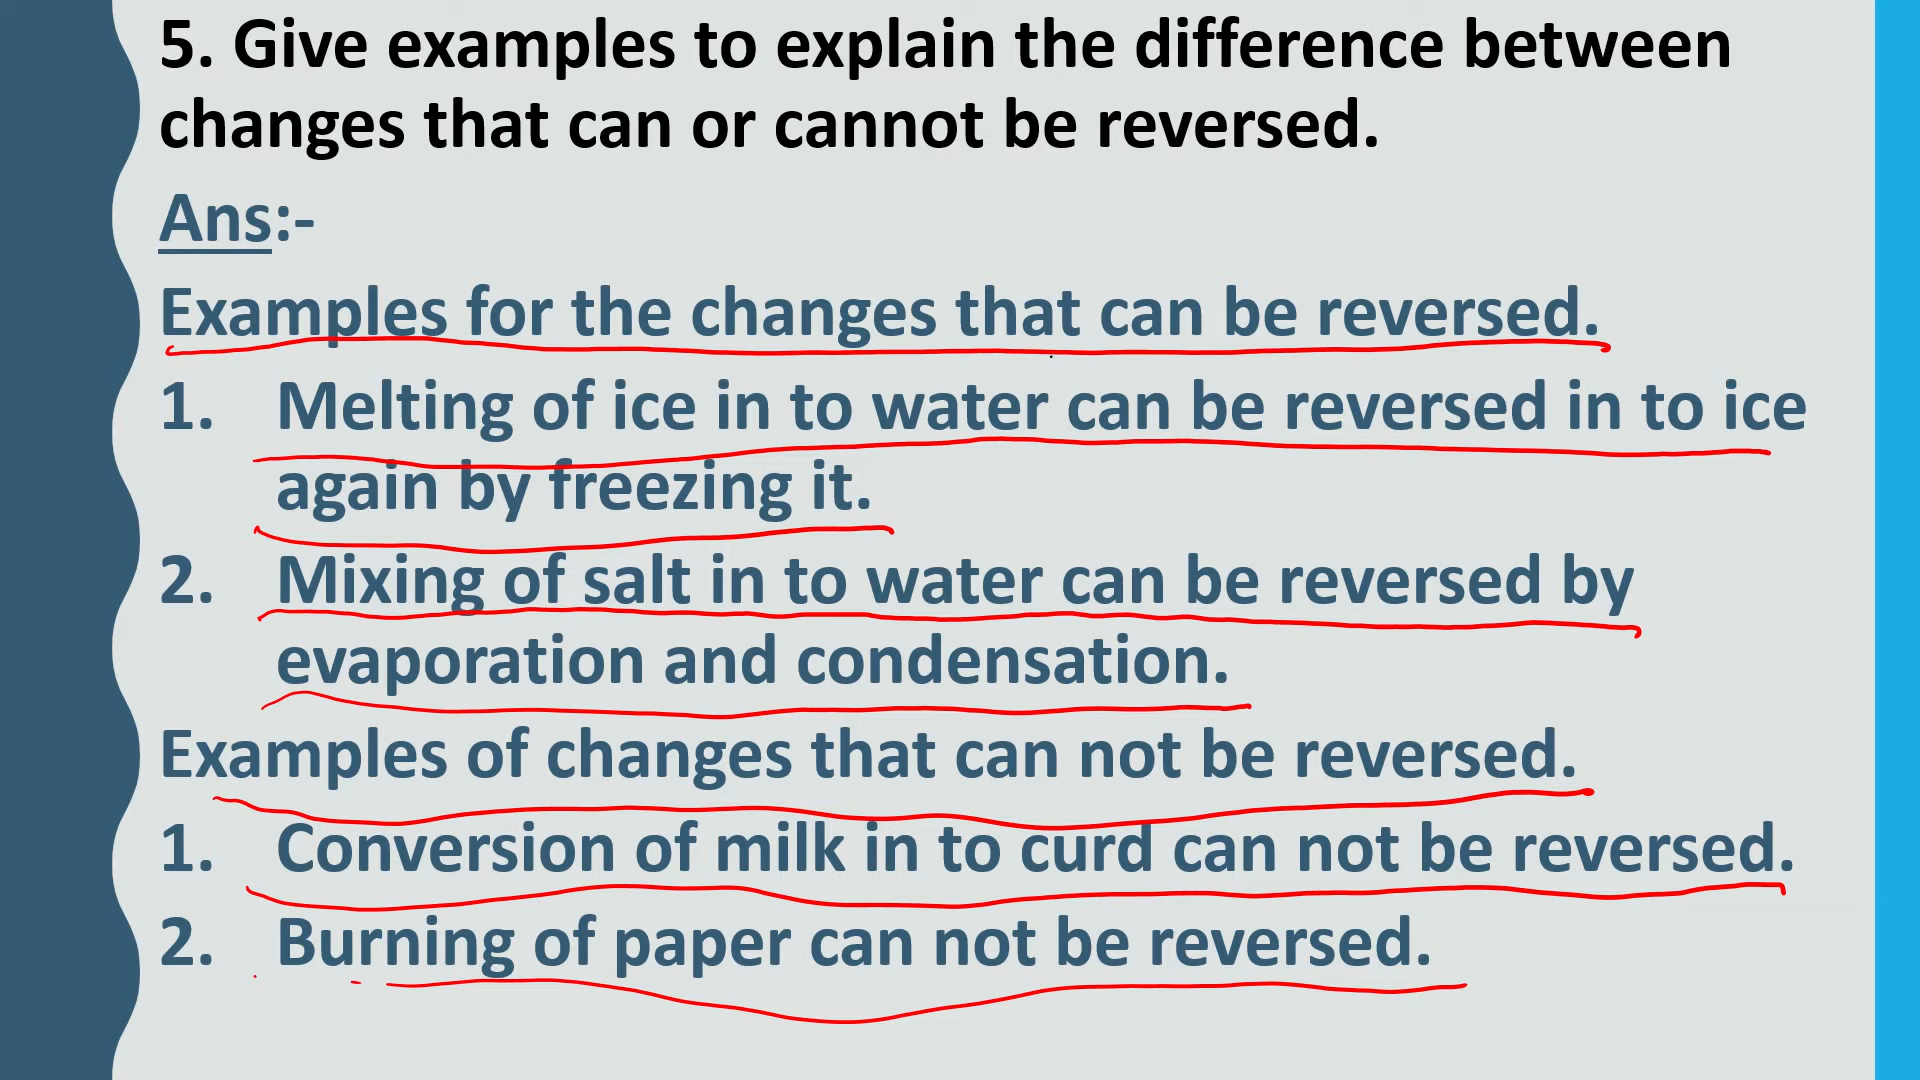 5. Give examples to explain the difference between
changes that can or cannot be reversed.
Ans:-
Examples for the changes that can be reversed.
1. Melting of ice in to water can be reversed in to ice
again by freezing it.
2. Mixing of salt in to water can be reversed by
evaporation and condensation.
Examples of changes that can not be reversed.
1. Conversion of milk in to curd can not be reversed.
2. Burning of paper can not be reversed.